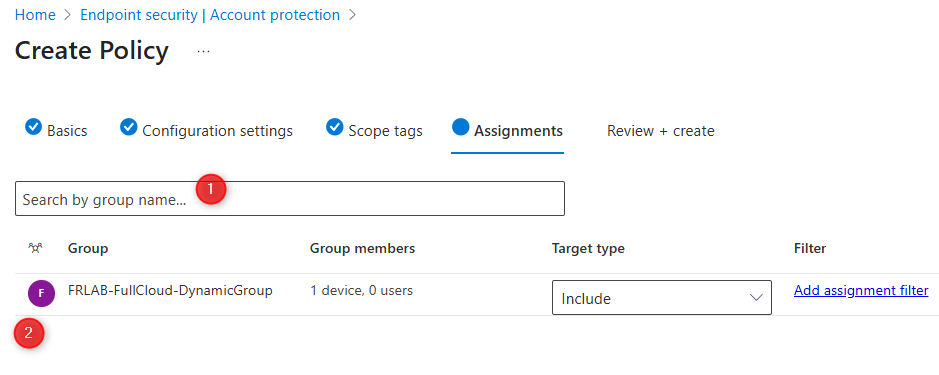 Home > Endpoint security | Account protection >
Create Policy ...
Basics Configuration settings Scope tags Assignments Review + create
1
Search by group name...
Group Group members Target type Filter
F FRLAB-FullCloud-DynamicGroup 1 device, 0 users Include Add assignment filter
2